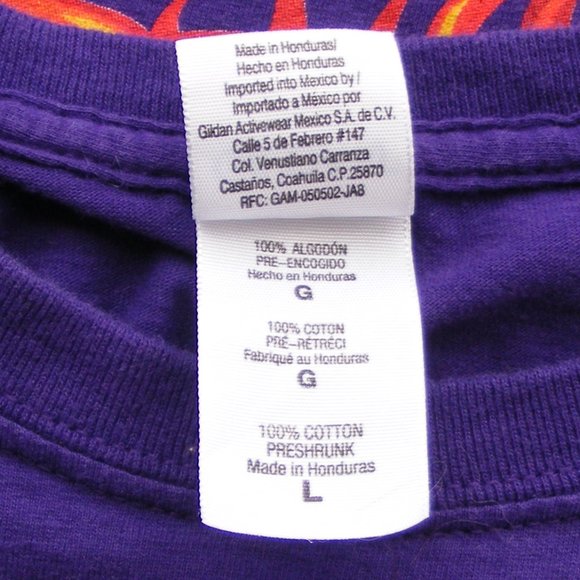 Made in Honduras/
Hecho en Honduras
Imported into Mexico by/
Importado a México por
Gildan Activewear Mexico S.A. de C.V.
Calle 5 de Febrero #147
Col. Venustiano Carranza
Castaños, Coahuila C.P. 25870
RFC: GAM-050502-JA8
100% ALGODÓN
PRE-ENCOGIDO
Hecho en Honduras
G
100% COTON
PRÉ-RÉTRÉCI
Fabriqué au Honduras
G
100% COTTON
PRESHRUNK
Made in Honduras
L